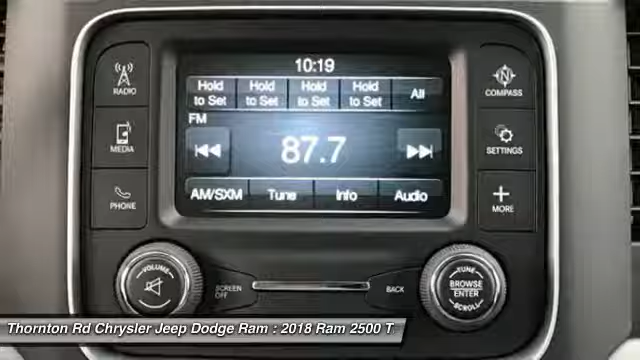 10:19
Hold to Set Hold to Set Hold to Set Hold to Set All
FM
87.7
AM/SXM Tune Info Audio
RADIO
MEDIA
PHONE
COMPASS
SETTINGS
MORE
VOLUME
SCREEN
OFF
BACK
TUNE
BROWSE
ENTER
SCROLL
Thornton Rd Chrysler Jeep Dodge Ram : 2018 Ram 2500 T